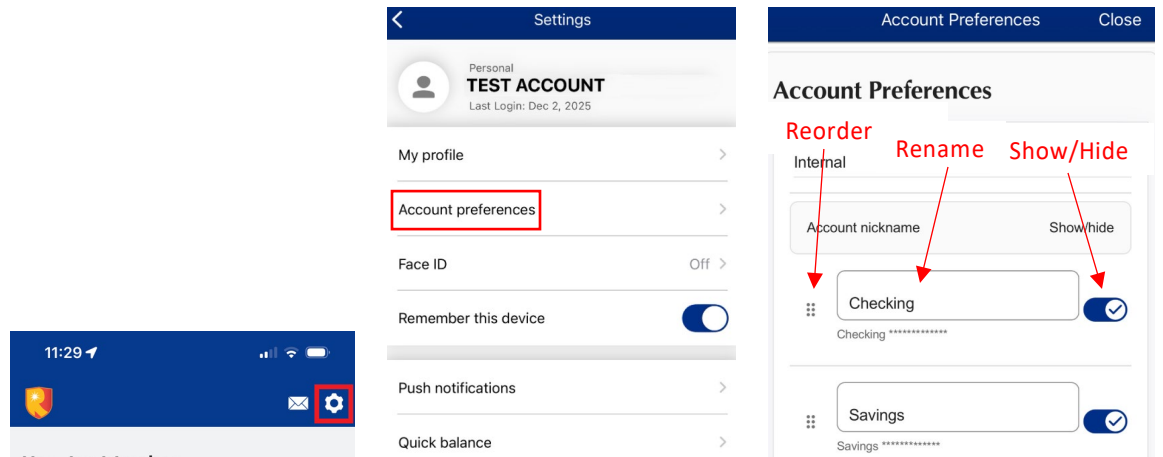 11:29
Settings
Personal
TEST ACCOUNT
Last Login: Dec 2, 2025
My profile
Account preferences
Face ID
Off
Remember this device
Push notifications
Quick balance
Account Preferences
Close
Account Preferences
Reorder
Rename
Show/Hide
Internal
Account nickname
Show/hide
Checking
Checking *************
Savings
Savings *************